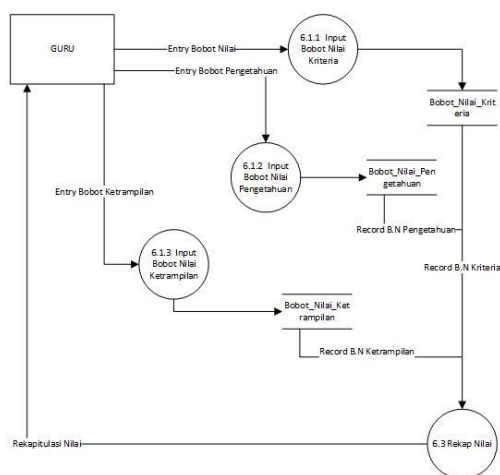 GURU
Entry Bobot Nilai
6.1.1 Input
Bobot Nilai
Kriteria
Entry Bobot Pengetahuan
Bobot_Nilai_Krit
eria
6.1.2 Input
Bobot Nilai
Pengetahuan
Bobot_Nilai_Pen
getahuan
Entry Bobot Ketrampilan
Record B.N Pengetahuan
6.1.3 Input
Bobot Nilai
Ketrampilan
Record B.N Kriteria
Bobot_Nilai_Ket
rampilan
Record B.N Ketrampilan
Rekapitulasi Nilai
6.3 Rekap Nilai